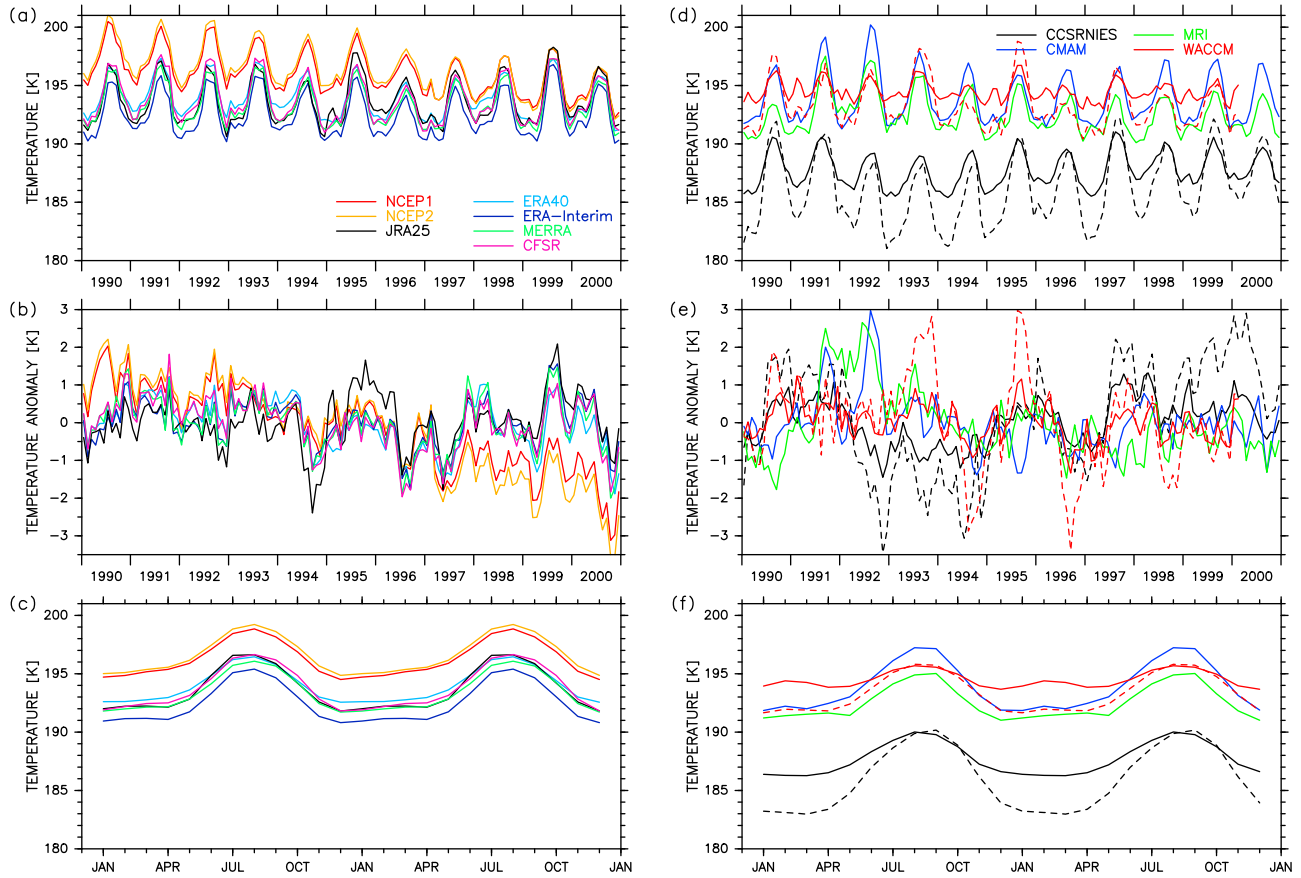 (a)
TEMPERATURE [K]
200
195
190
185
180
NCEP1
NCEP2
JRA25
ERA40
ERA-Interim
MERRA
CFSR
1990 1991 1992 1993 1994 1995 1996 1997 1998 1999 2000
(d)
TEMPERATURE [K]
200
195
190
185
180
CCSRNIES
CMAM
MRI
WACCM
1990 1991 1992 1993 1994 1995 1996 1997 1998 1999 2000
(b)
TEMPERATURE ANOMALY [K]
3
2
1
0
-1
-2
-3
1990 1991 1992 1993 1994 1995 1996 1997 1998 1999 2000
(e)
TEMPERATURE ANOMALY [K]
3
2
1
0
-1
-2
-3
1990 1991 1992 1993 1994 1995 1996 1997 1998 1999 2000
(c)
TEMPERATURE [K]
200
195
190
185
180
JAN APR JUL OCT JAN APR JUL OCT JAN
(f)
TEMPERATURE [K]
200
195
190
185
180
JAN APR JUL OCT JAN APR JUL OCT JAN